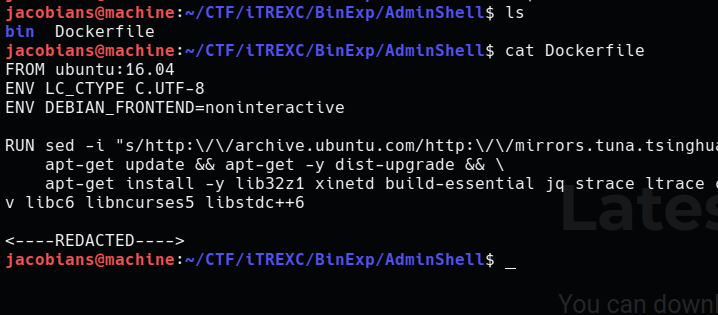 jacobians@machine:~/CTF/iTREXC/BinExp/AdminShell$ ls
bin  Dockerfile
jacobians@machine:~/CTF/iTREXC/BinExp/AdminShell$ cat Dockerfile
FROM ubuntu:16.04
ENV LC_CTYPE C.UTF-8
ENV DEBIAN_FRONTEND=noninteractive
RUN sed -i "s/http:\/\/archive.ubuntu.com/http:\/\/mirrors.tuna.tsinghua
    apt-get update && apt-get -y dist-upgrade && \
    apt-get install -y lib32z1 xinetd build-essential jq strace ltrace
v libc6 libncurses5 libstdc++6
Lates
<----REDACTED---->
jacobians@machine:~/CTF/iTREXC/BinExp/AdminShell$ _
You can downl